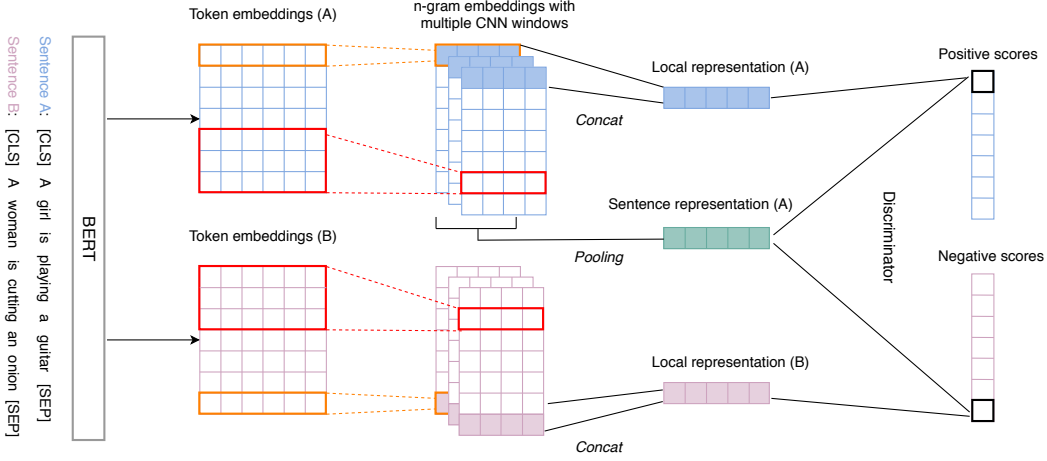 Sentence A: [CLS] A girl is playing a guitar [SEP]
Sentence B: [CLS] A woman is cutting an onion [SEP]
BERT
Token embeddings (A)
n-gram embeddings with
multiple CNN windows
Local representation (A)
Positive scores
Concat
Sentence representation (A)
Pooling
Discriminator
Token embeddings (B)
Negative scores
Local representation (B)
Concat